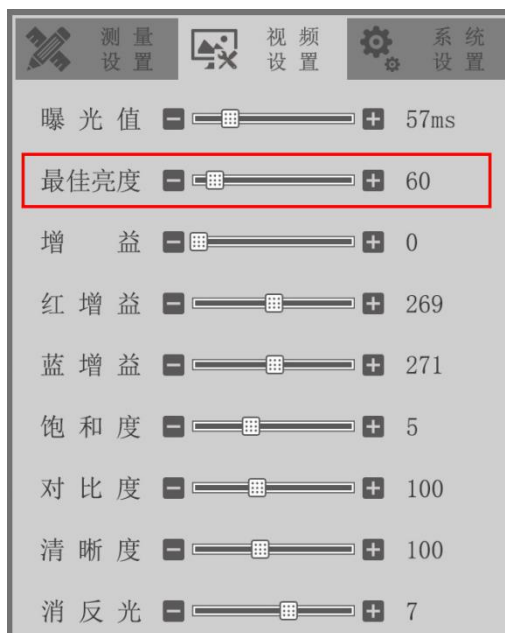 测量 视频 系统
设置 设置 设置
曝光值 57ms
最佳亮度 60
增益 0
红增益 269
蓝增益 271
饱和度 5
对比度 100
清晰度 100
消反光 7